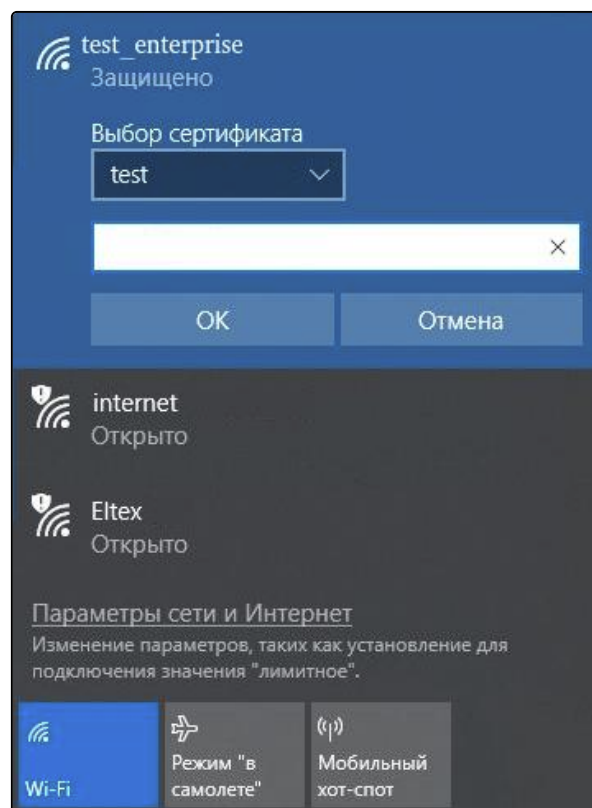 test_enterprise
Защищено
Выбор сертификата
test
ОК
Отмена
internet
Открыто
Eltex
Открыто
Параметры сети и Интернет
Изменение параметров, таких как установление для
подключения значения "лимитное".
Wi-Fi
Режим "в
самолете"
Мобильный
хот-спот